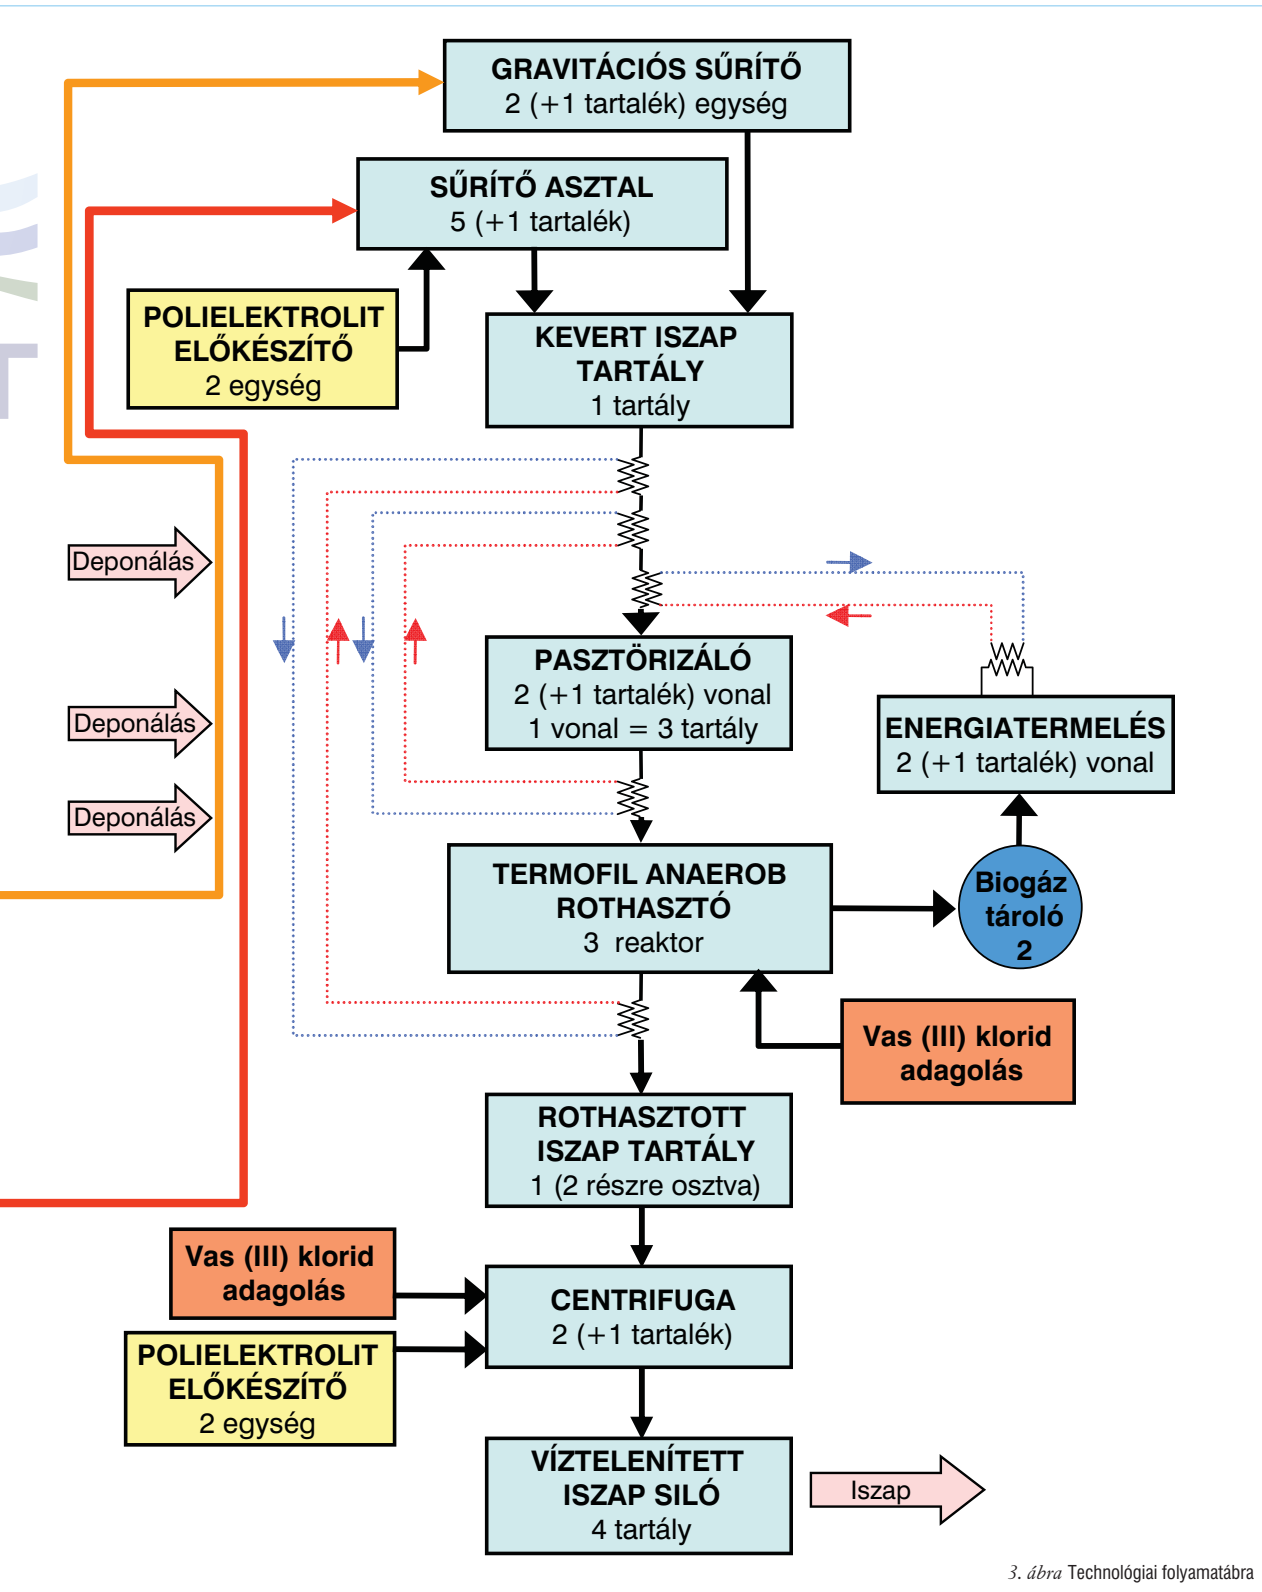 GRAVITÁCIÓS SŰRÍTŐ
2 (+1 tartalék) egység
SŰRÍTŐ ASZTAL
5 (+1 tartalék)
POLIELEKTROLIT
ELŐKÉSZÍTŐ
2 egység
KEVERT ISZAP
TARTÁLY
1 tartály
Deponálás
PASZTÖRIZÁLÓ
2 (+1 tartalék) vonal
1 vonal = 3 tartály
Deponálás
ENERGIATERMELÉS
2 (+1 tartalék) vonal
Deponálás
TERMOFIL ANAEROB
ROTHASZTÓ
3 reaktor
Biogáz
tároló
2
Vas (III) klorid
adagolás
ROTHASZTOTT
ISZAP TARTÁLY
1 (2 részre osztva)
Vas (III) klorid
adagolás
CENTRIFUGA
2 (+1 tartalék)
POLIELEKTROLIT
ELŐKÉSZÍTŐ
2 egység
VÍZTELENÍTETT
ISZAP SILÓ
4 tartály
Iszap
3. ábra Technológiai folyamatábra